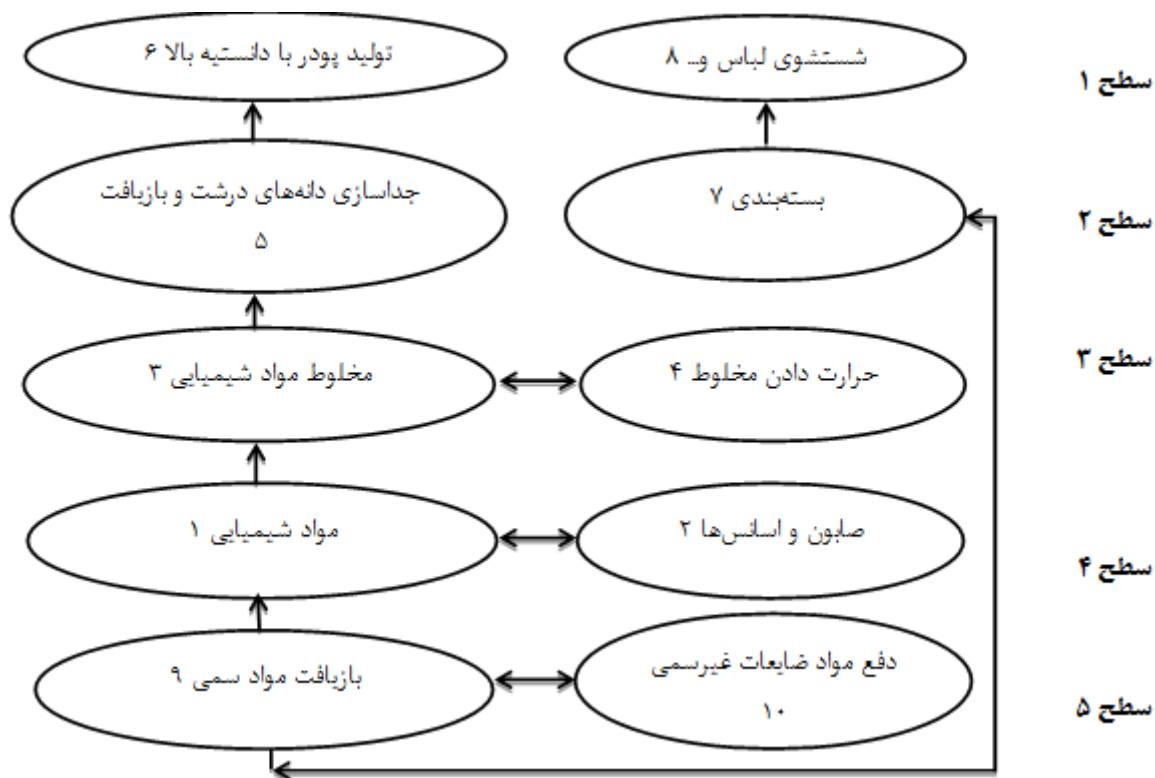 تولید پودر با دانستیه بالا ۶
شستشوی لباس و... ۸
سطح ۱
جداسازی دانه‌های درشت و بازیافت
۵
بسته‌بندی ۷
سطح ۲
مخلوط مواد شیمیایی ۳
حرارت دادن مخلوط ۴
سطح ۳
مواد شیمیایی ۱
صابون و اسانس‌ها ۲
سطح ۴
بازیافت مواد سمی ۹
دفع مواد ضایعات غیرسمی
۱۰
سطح ۵